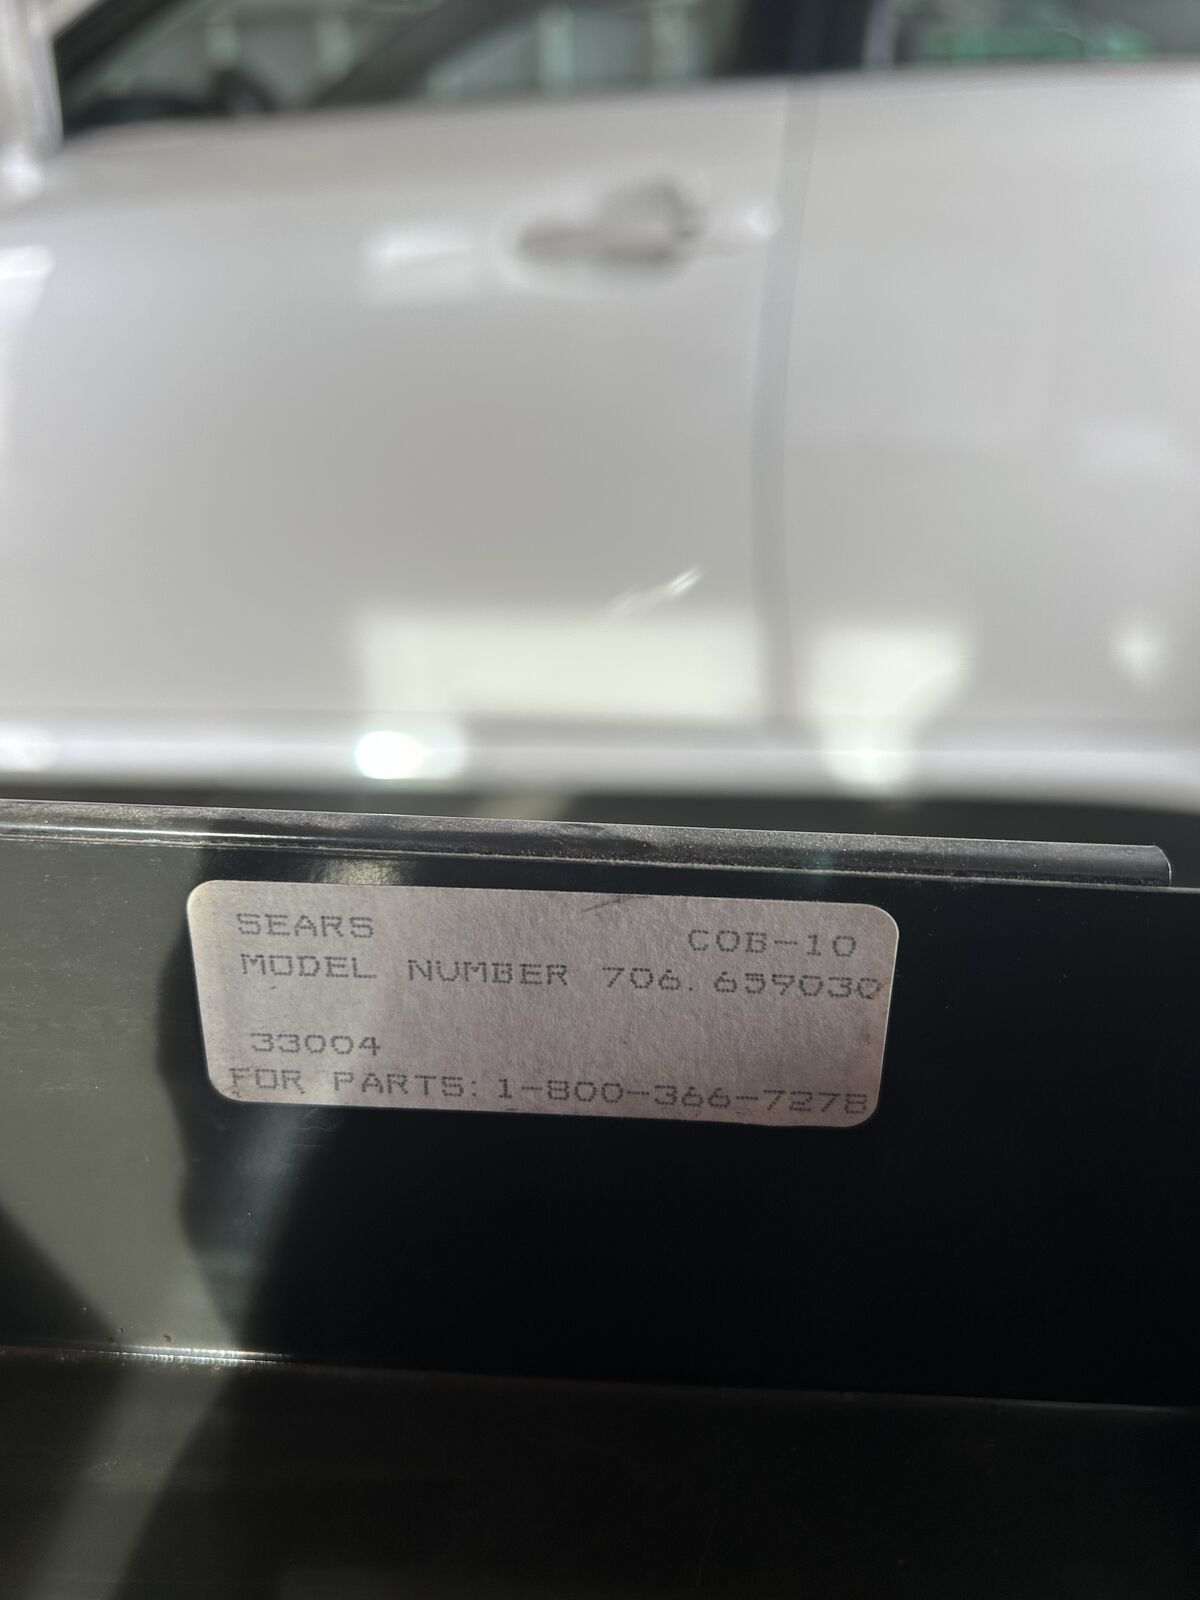 SEARS
COB-10
MODEL NUMBER 706.659030
33004
FOR PARTS: 1-800-366-7278